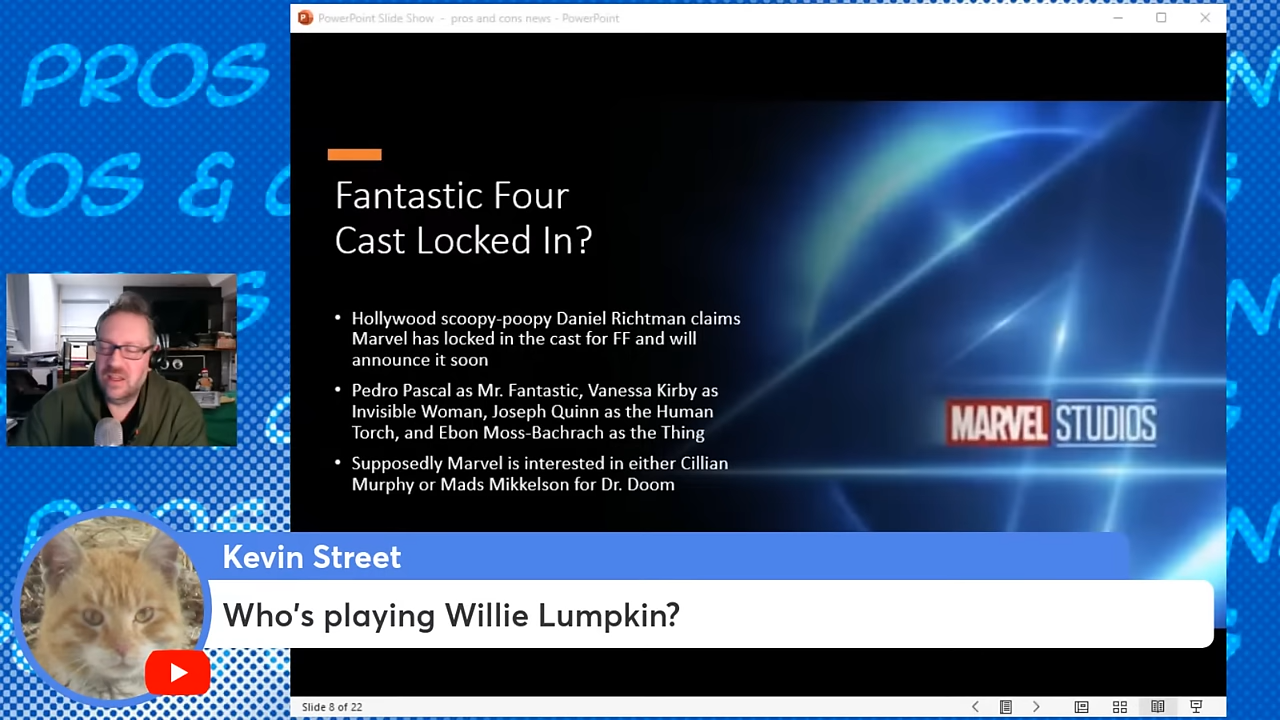 PowerPoint Slide Show - pros and cons news - PowerPoint
PROS
OS & C
Fantastic Four
Cast Locked In?
• Hollywood scoopy-poopy Daniel Richtman claims
Marvel has locked in the cast for FF and will
announce it soon
• Pedro Pascal as Mr. Fantastic, Vanessa Kirby as
Invisible Woman, Joseph Quinn as the Human
Torch, and Ebon Moss-Bachrach as the Thing
• Supposedly Marvel is interested in either Cillian
Murphy or Mads Mikkelson for Dr. Doom
MARVEL STUDIOS
Kevin Street
Who's playing Willie Lumpkin?
Slide 8 of 22